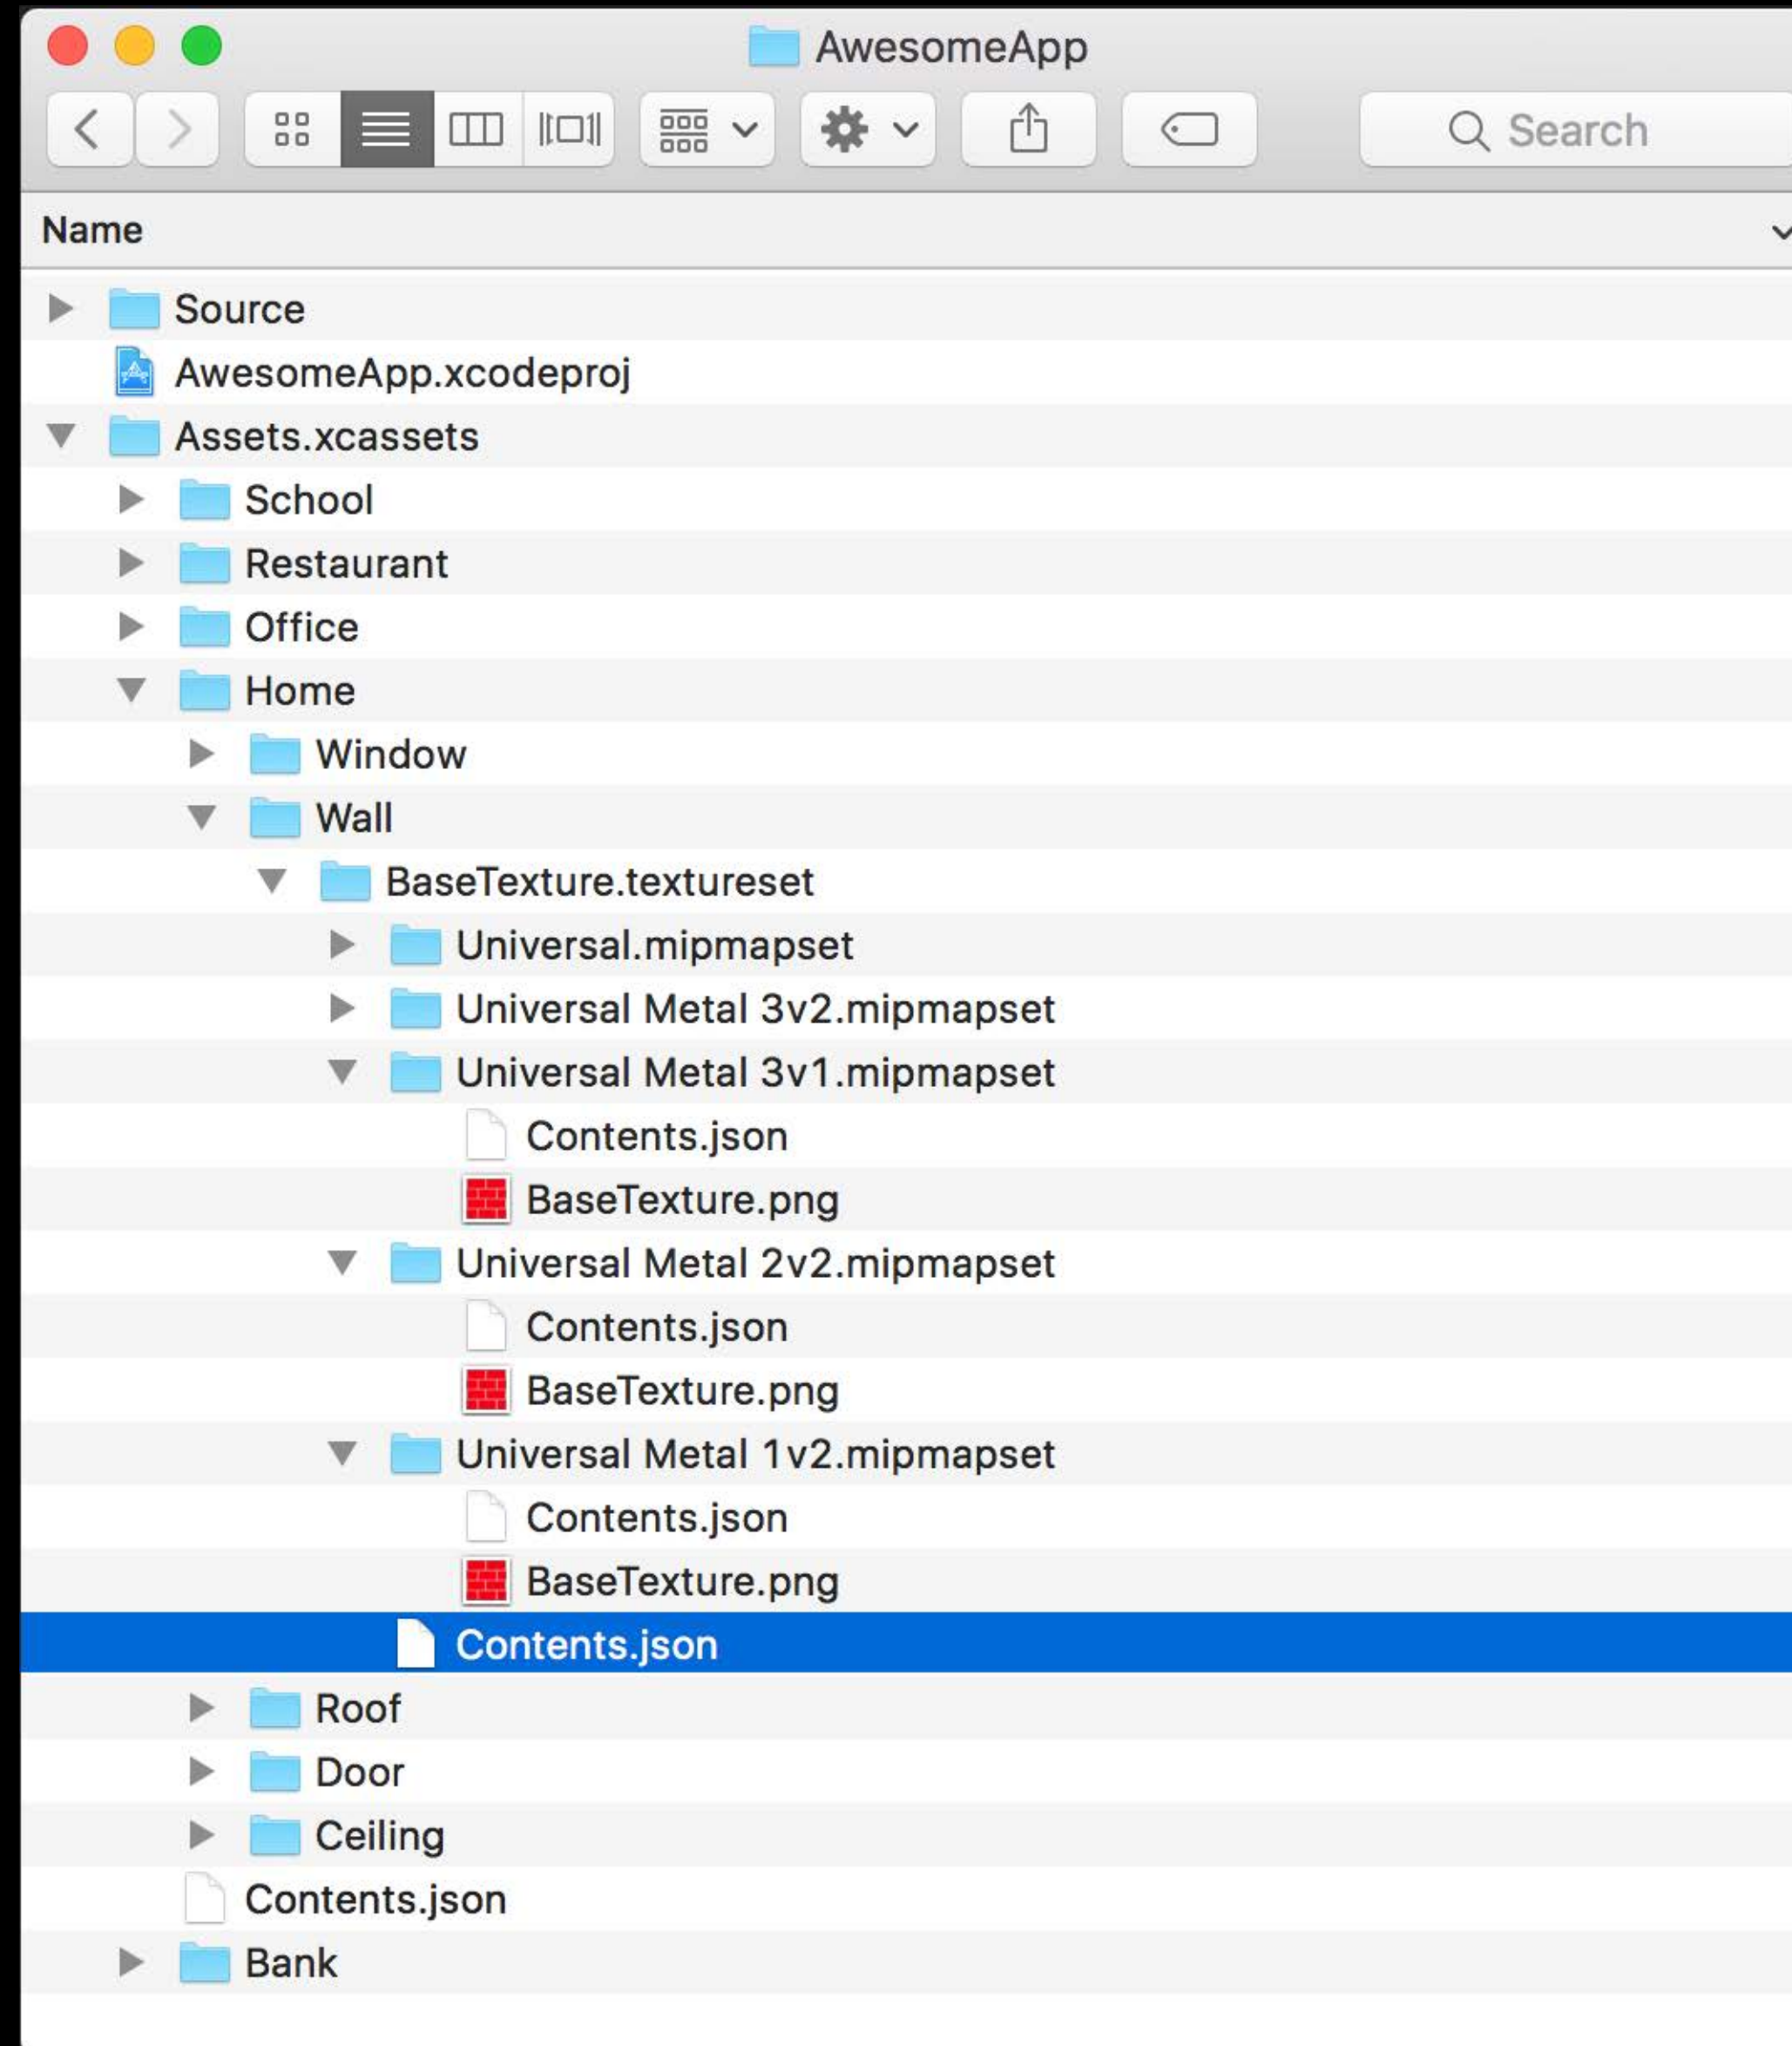 AwesomeApp
Search
Name
Source
AwesomeApp.xcodeproj
Assets.xcassets
School
Restaurant
Office
Home
Window
Wall
BaseTexture.textureset
Universal.mipmapset
Universal Metal 3v2.mipmapset
Universal Metal 3v1.mipmapset
Contents.json
BaseTexture.png
Universal Metal 2v2.mipmapset
Contents.json
BaseTexture.png
Universal Metal 1v2.mipmapset
Contents.json
BaseTexture.png
Contents.json
Roof
Door
Ceiling
Contents.json
Bank